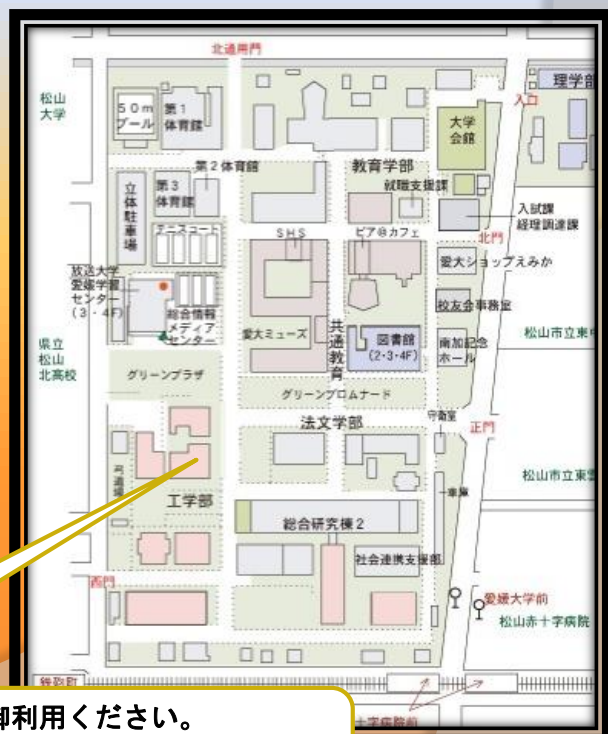 北通用門
理学部
松山
大学
50m
プール
第1
体育館
入口
大学
会館
第2体育館
教育学部
就職支援課
立体駐車場
第3
体育館
テニスコート
入試課
経理調達課
SHS
ピア@カフェ
北門
愛大ショップえみか
放送大学
愛媛学習
センター
(3・4F)
総合情報
メディア
センター
校友会事務室
愛大ミューズ
共通教育
図書館
(2・3・4F)
南加記念
ホール
松山市立東
県立
松山
北高校
グリーンプラザ
グリーンプロムナード
法文学部
守衛室
正門
弓道場
工学部
車庫
松山市立東
総合研究棟2
社会連携支援部
西門
愛媛大学前
松山赤十字病院
鉄砲町
十字病院前
御利用ください。